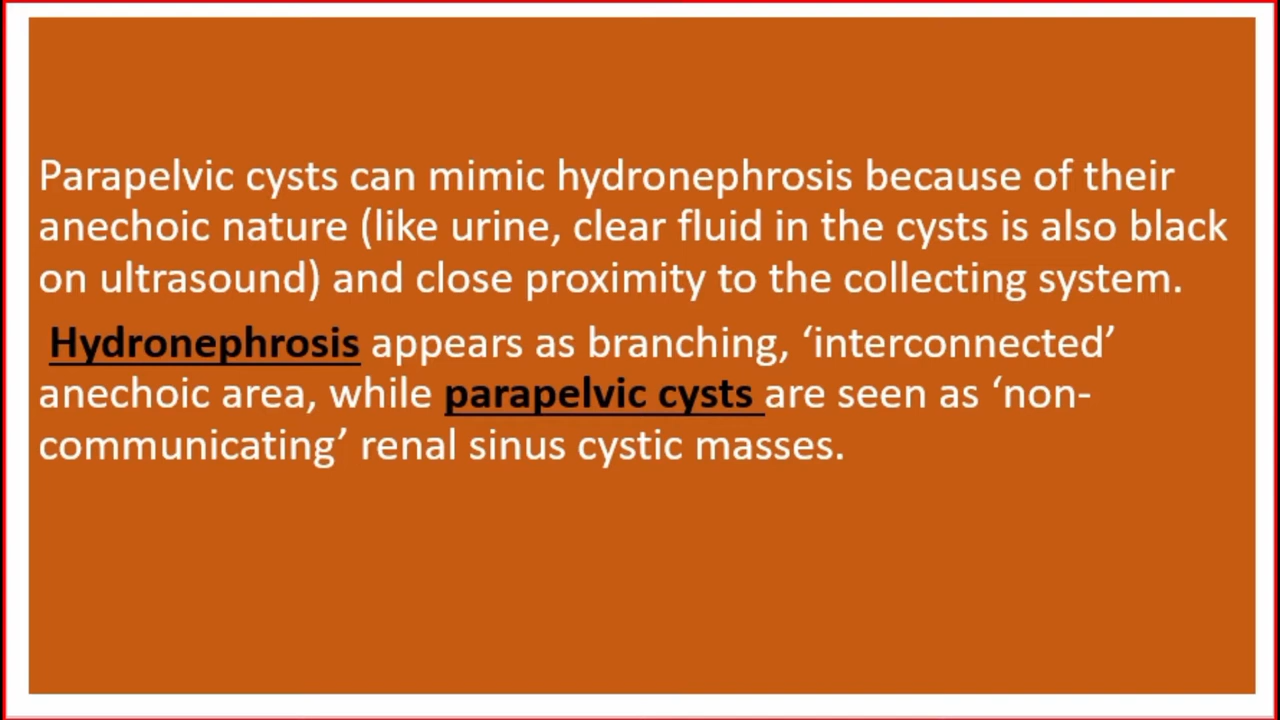 Parapelvic cysts can mimic hydronephrosis because of their
anechoic nature (like urine, clear fluid in the cysts is also black
on ultrasound) and close proximity to the collecting system.
Hydronephrosis appears as branching, ‘interconnected’
anechoic area, while parapelvic cysts are seen as ‘non-
communicating’ renal sinus cystic masses.